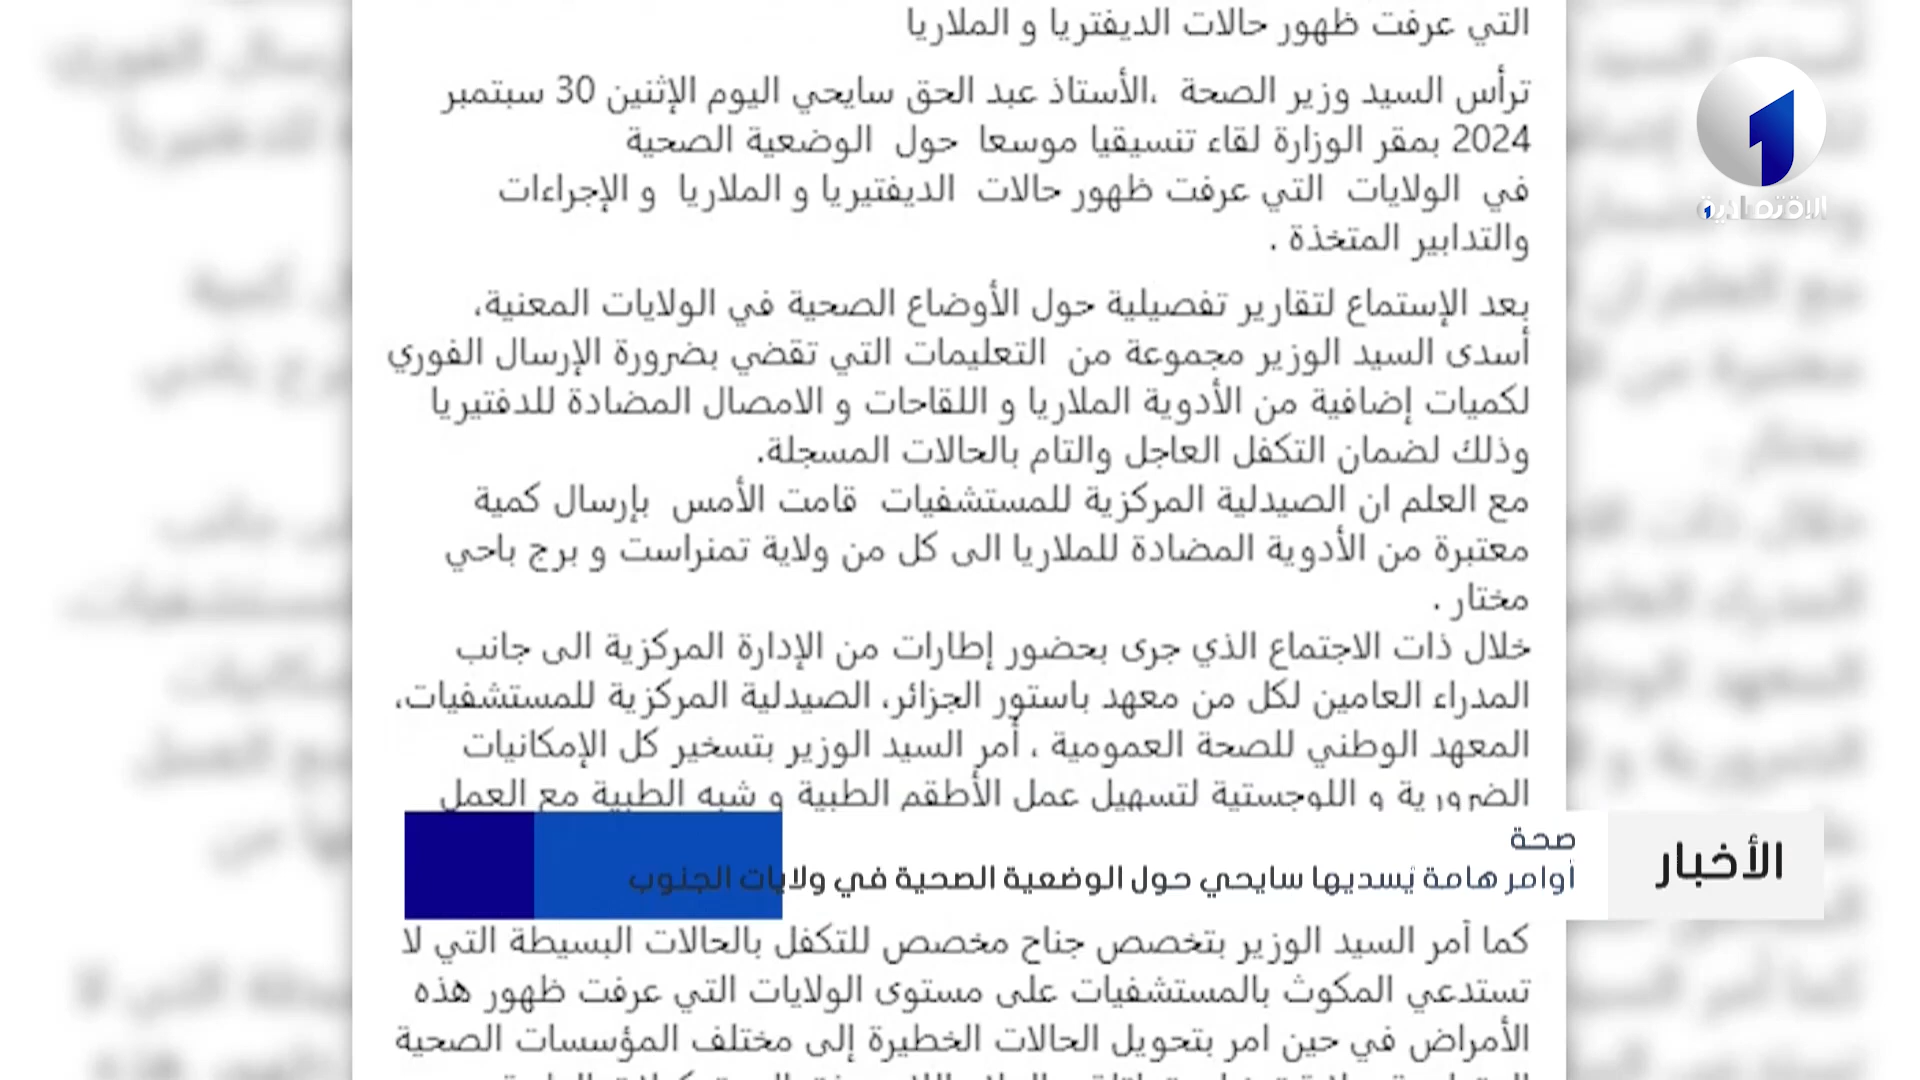 التي عرفت ظهور حالات الديفتريا و الملاريا
ترأس السيد وزير الصحة ،الأستاذ عبد الحق سايحي اليوم الإثنين 30 سبتمبر
2024 بمقر الوزارة لقاء تنسيقيا موسعا حول الوضعية الصحية
في الولايات التي عرفت ظهور حالات الديفتيريا و الملاريا و الإجراءات
والتدابير المتخذة .
بعد الإستماع لتقارير تفصيلية حول الأوضاع الصحية في الولايات المعنية،
أسدى السيد الوزير مجموعة من التعليمات التي تقضي بضرورة الإرسال الفوري
لكميات إضافية من الأدوية الملاريا و اللقاحات و الامصال المضادة للدفتيريا
وذلك لضمان التكفل العاجل والتام بالحالات المسجلة.
مع العلم ان الصيدلية المركزية للمستشفيات قامت الأمس بإرسال كمية
معتبرة من الأدوية المضادة للملاريا الى كل من ولاية تمنراست و برج باحي
مختار .
خلال ذات الاجتماع الذي جرى بحضور إطارات من الإدارة المركزية الى جانب
المدراء العامين لكل من معهد باستور الجزائر، الصيدلية المركزية للمستشفيات،
المعهد الوطني للصحة العمومية ، أمر السيد الوزير بتسخير كل الإمكانيات
الضرورية و اللوجستية لتسهيل عمل الأطقم الطبية و شبه الطبية مع العمل
الأخبار
صحة
أوامر هامة يُسديها سايحي حول الوضعية الصحية في ولايات الجنوب
كما أمر السيد الوزير بتخصص جناح مخصص للتكفل بالحالات البسيطة التي لا
تستدعي المكوث بالمستشفيات على مستوى الولايات التي عرفت ظهور هذه
الأمراض في حين امر بتحويل الحالات الخطيرة إلى مختلف المؤسسات الصحية
1
الإقتصادية